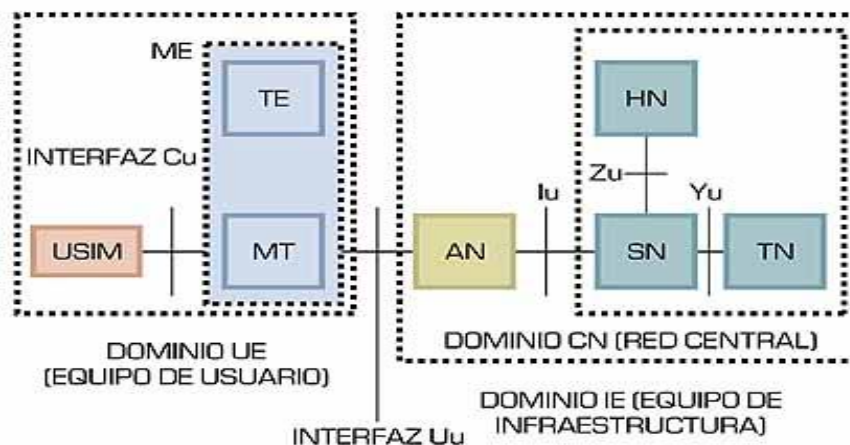 ME
TE
INTERFAZ Cu
USIM
MT
DOMINIO UE
(EQUIPO DE USUARIO)
INTERFAZ Uu
HN
Zu
Iu
Yu
AN
SN
TN
DOMINIO CN (RED CENTRAL)
DOMINIO IE (EQUIPO DE
INFRAESTRUCTURA)